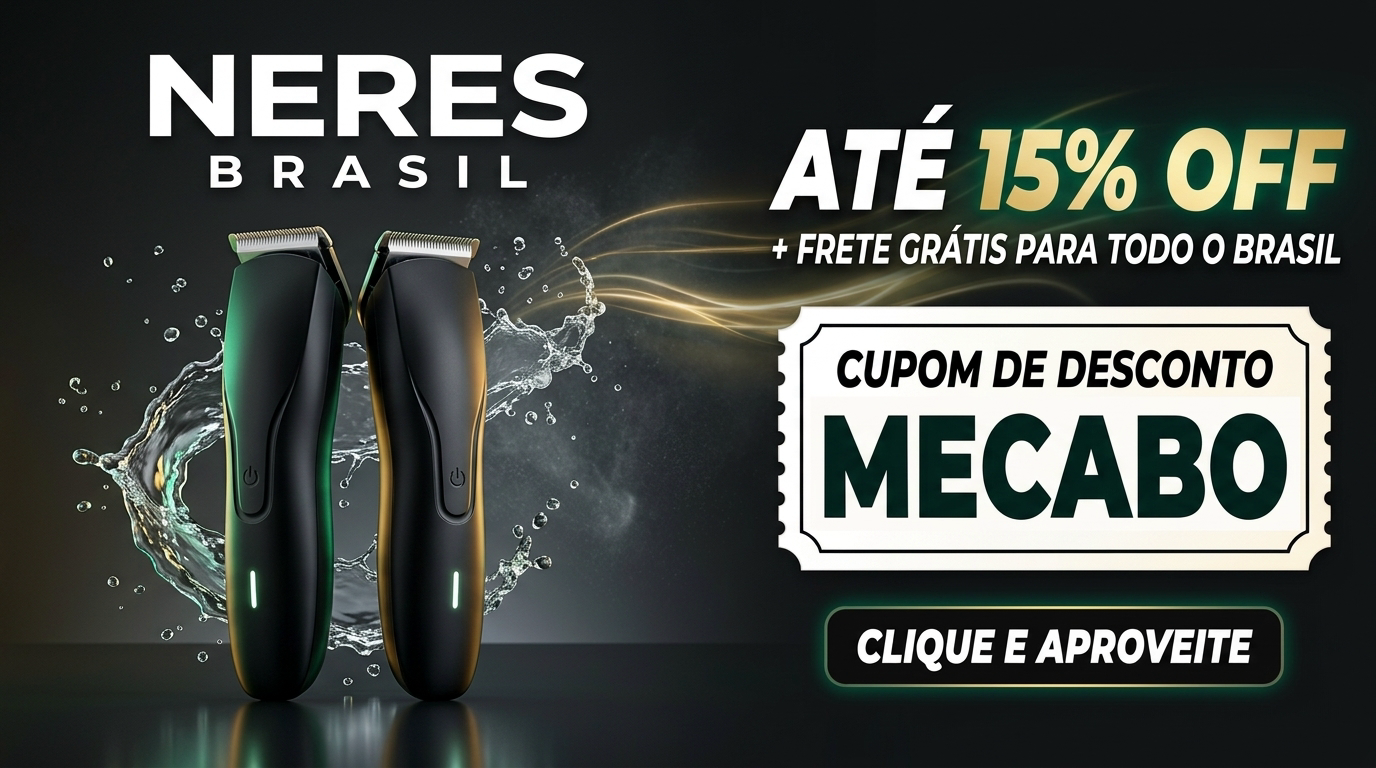 NERES
BRASIL
ATÉ 15% OFF
+ FRETE GRÁTIS PARA TODO O BRASIL
CUPOM DE DESCONTO
MECABO
CLIQUE E APROVEITE